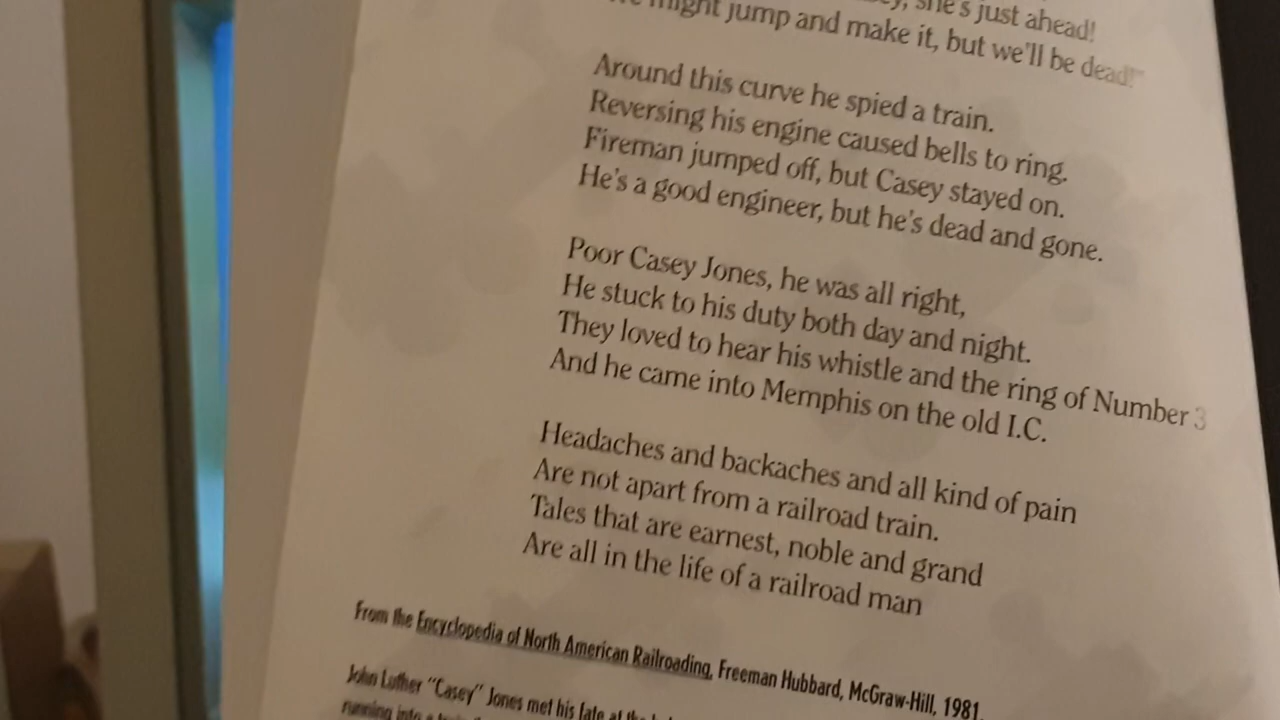 she's just ahead!
might jump and make it, but we'll be dead!"
Around this curve he spied a train.
Reversing his engine caused bells to ring.
Fireman jumped off, but Casey stayed on.
He's a good engineer, but he's dead and gone.
Poor Casey Jones, he was all right,
He stuck to his duty both day and night.
They loved to hear his whistle and the ring of Number 3
And he came into Memphis on the old I.C.
Headaches and backaches and all kind of pain
Are not apart from a railroad train.
Tales that are earnest, noble and grand
Are all in the life of a railroad man
From the Encyclopedia of North American Railroading, Freeman Hubbard, McGraw-Hill, 1981.
John Luther "Casey" Jones met his fate at the
running into a